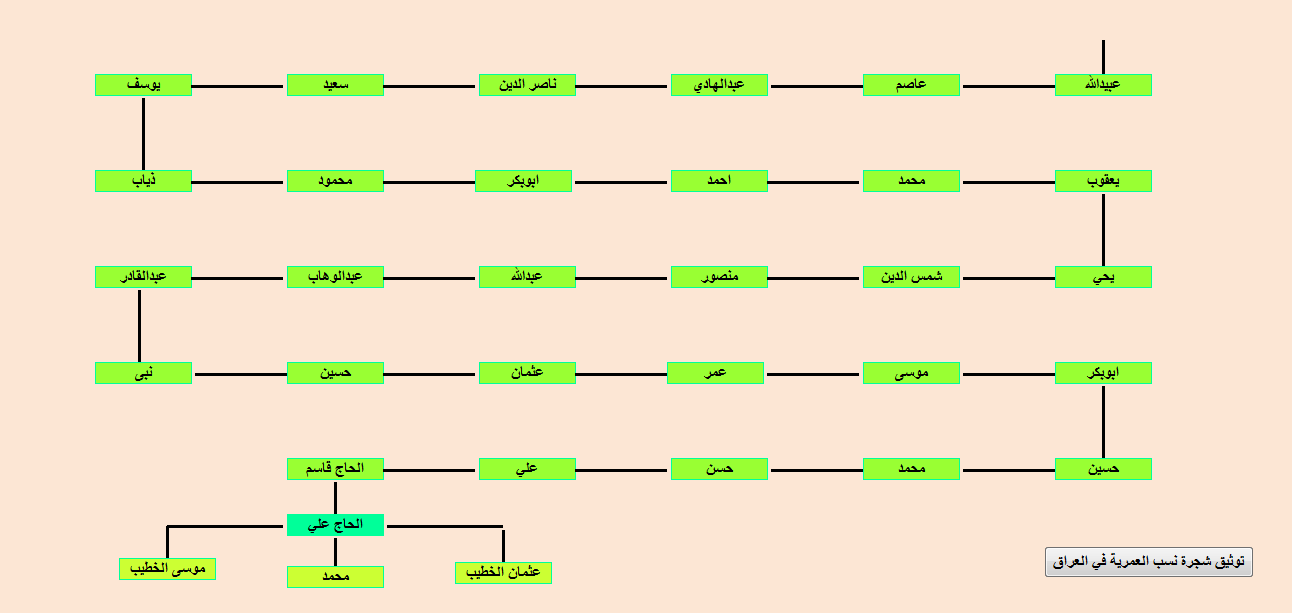 عبيدالله
عاصم
عبدالهادي
ناصر الدين
سعيد
يوسف
يعقوب
محمد
احمد
ابوبكر
محمود
ذياب
يحي
شمس الدين
منصور
عبدالله
عبدالوهاب
عبدالقادر
ابوبكر
موسى
عمر
عثمان
حسين
نبى
حسين
محمد
حسن
علي
الحاج قاسم
الحاج علي
عثمان الخطيب
محمد
موسى الخطيب
توثيق شجرة نسب العمرية في العراق